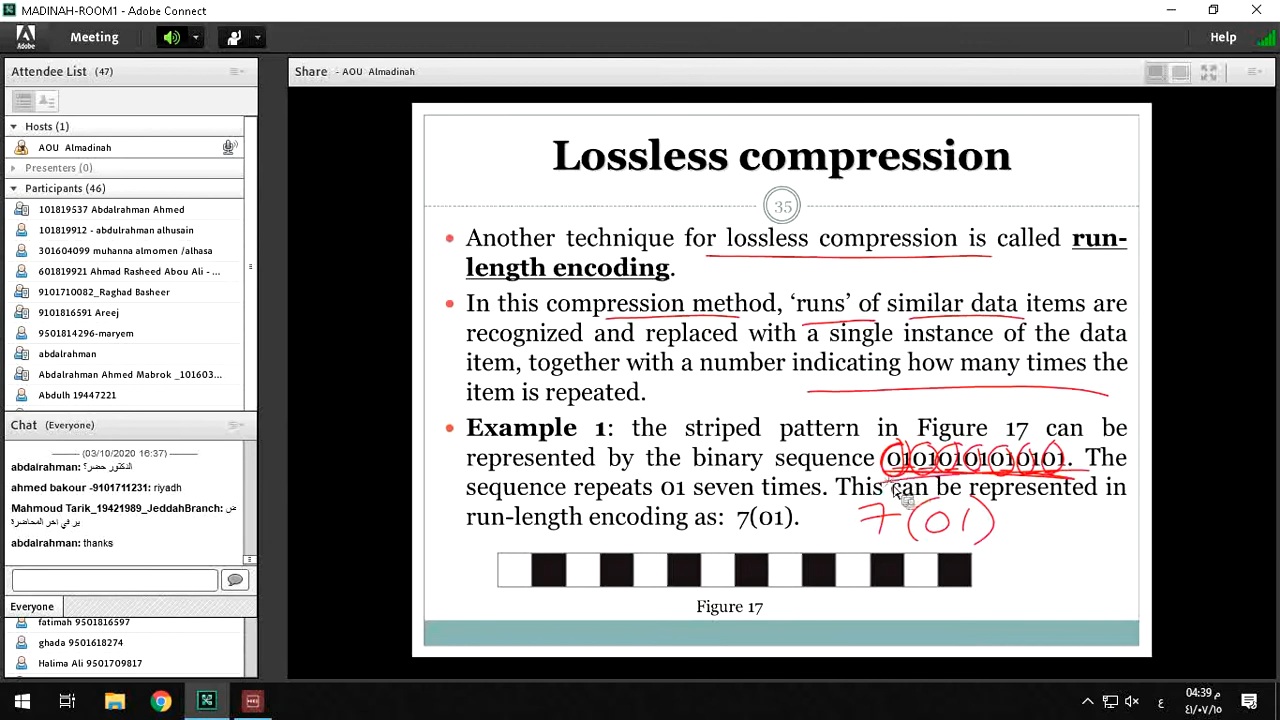 MADINAH-ROOM1 - Adobe Connect
Adobe
Meeting
Help
Attendee List (47)
Hosts (1)
AOU Almadinah
Presenters (0)
Participants (46)
101819537 Abdalrahman Ahmed
101819912 - abdulrahman alhusain
301604099 muhanna almomen /alhasa
601819921 Ahmad Rasheed Abou Ali - ...
9101710082_Raghad Basheer
9101816591 Areej
9501814296-maryem
abdalrahman
Abdalrahman Ahmed Mabrok _101603...
Abdulh 19447221
Chat (Everyone)
(03/10/2020 16:37)
abdalrahman: الدكتور حضر؟
ahmed bakour -9101711231: riyadh
Mahmoud Tarik_19421989_JeddahBranch: ض
ير في اخر المحاضرة
abdalrahman: thanks
Everyone
fatimah 9501816597
ghada 9501618274
Halima Ali 9501709817
Share - AOU Almadinah
Lossless compression
35
Another technique for lossless compression is called run-
length encoding.
In this compression method, ‘runs’ of similar data items are
recognized and replaced with a single instance of the data
item, together with a number indicating how many times the
item is repeated.
Example 1: the striped pattern in Figure 17 can be
represented by the binary sequence 01010101010101. The
sequence repeats 01 seven times. This can be represented in
run-length encoding as: 7(01).
7(01)
Figure 17
ع
04:39 م